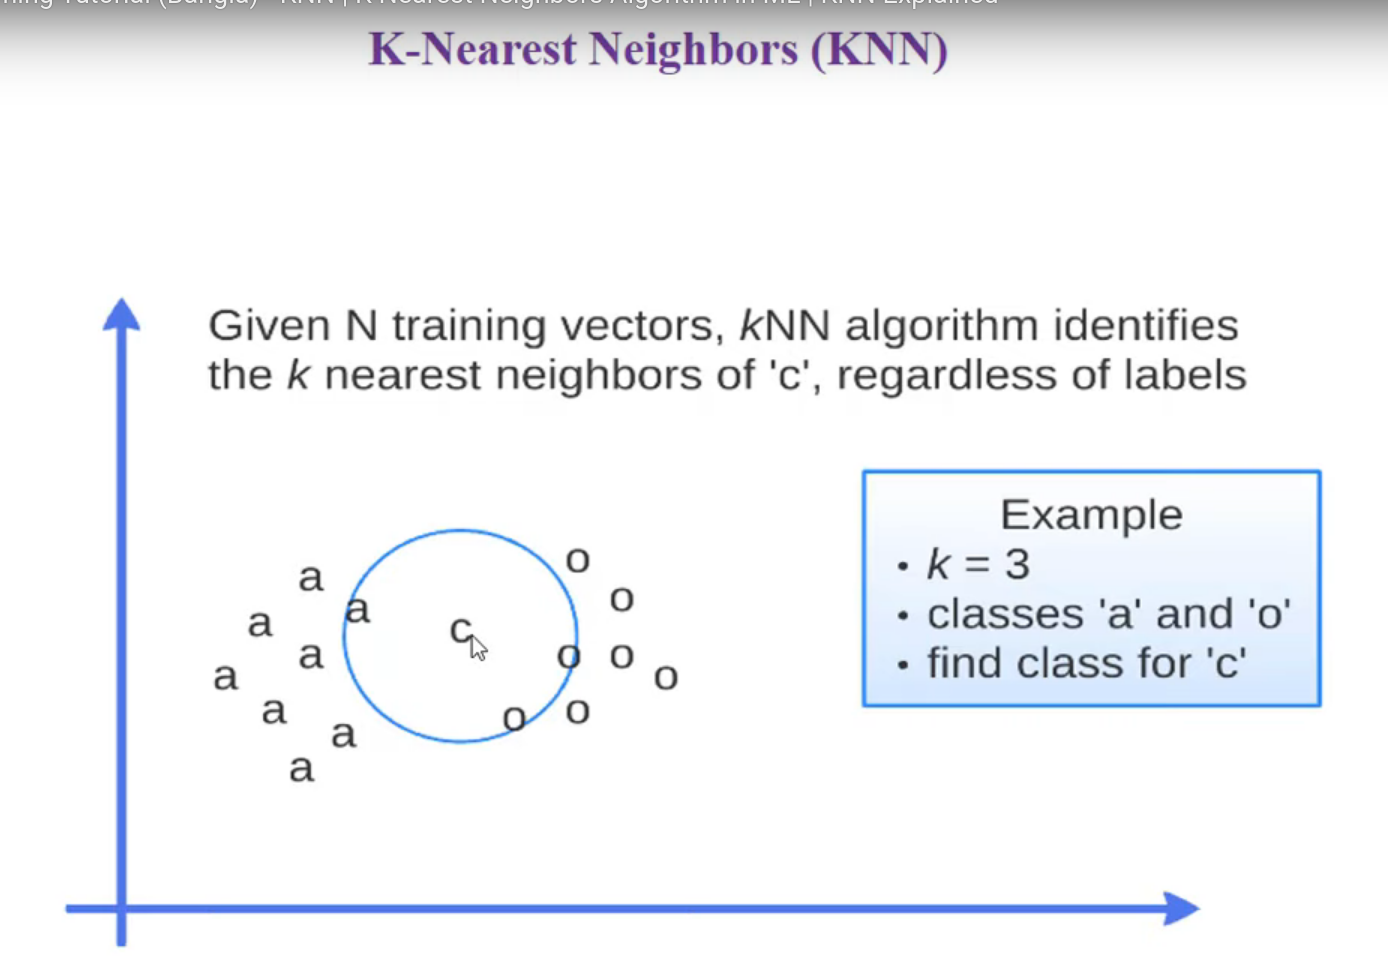 Tutorial (Bangla) - KNN | K Nearest Neighbors Algorithm in ML | KNN Explained
K-Nearest Neighbors (KNN)
Given N training vectors, kNN algorithm identifies
the k nearest neighbors of 'c', regardless of labels
Example
• k = 3
• classes 'a' and 'o'
• find class for 'c'
o
a
o
a
a
c
a
o
o
a
o
a
o
o
a
a